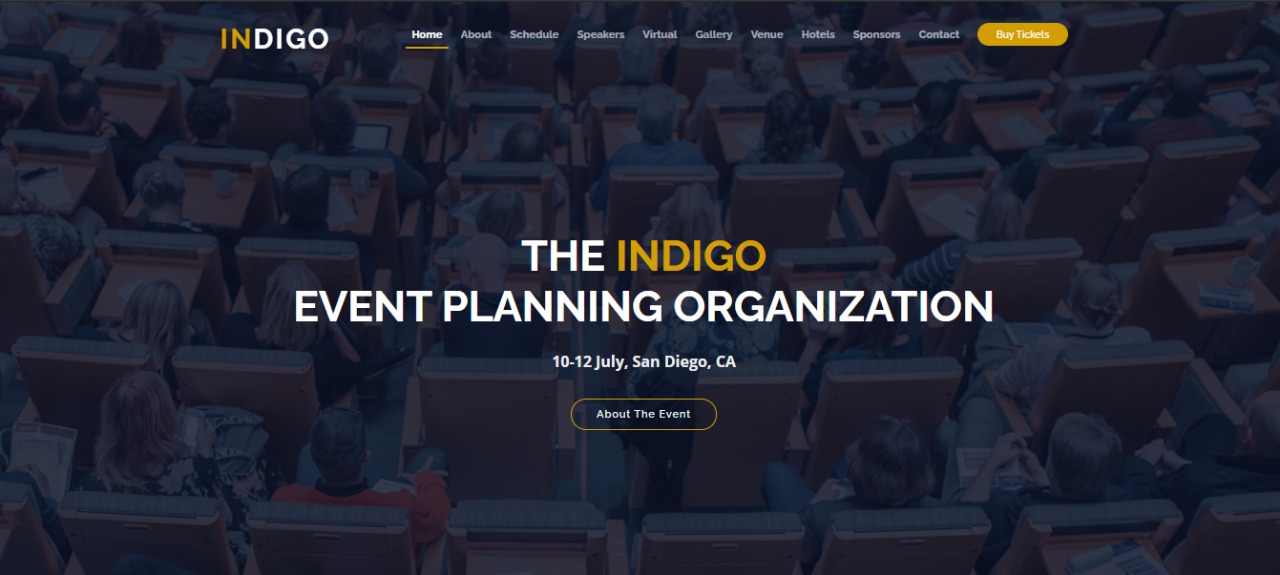 INDIGO
Home About Schedule Speakers Virtual Gallery Venue Hotels Sponsors Contact Buy Tickets
THE INDIGO
EVENT PLANNING ORGANIZATION
10-12 July, San Diego, CA
About The Event